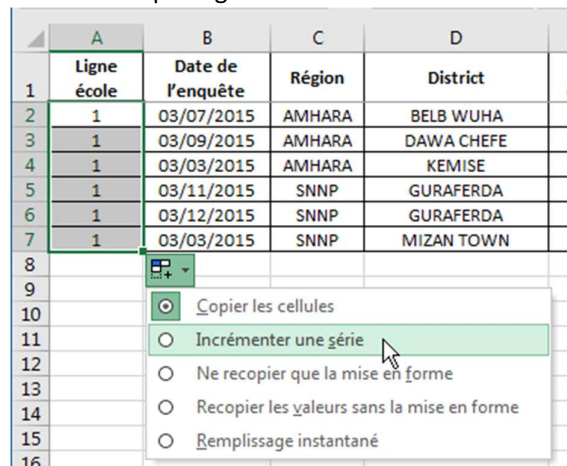 A B C D
1 Ligne école Date de l'enquête Région District
2 1 03/07/2015 AMHARA BELB WUHA
3 1 03/09/2015 AMHARA DAWA CHEFE
4 1 03/03/2015 AMHARA KEMISE
5 1 03/11/2015 SNNP GURAFERDA
6 1 03/12/2015 SNNP GURAFERDA
7 1 03/03/2015 SNNP MIZAN TOWN
8
9
10 Copier les cellules
11 Incrémenter une série
12 Ne recopier que la mise en forme
13
14 Recopier les valeurs sans la mise en forme
15 Remplissage instantané
16